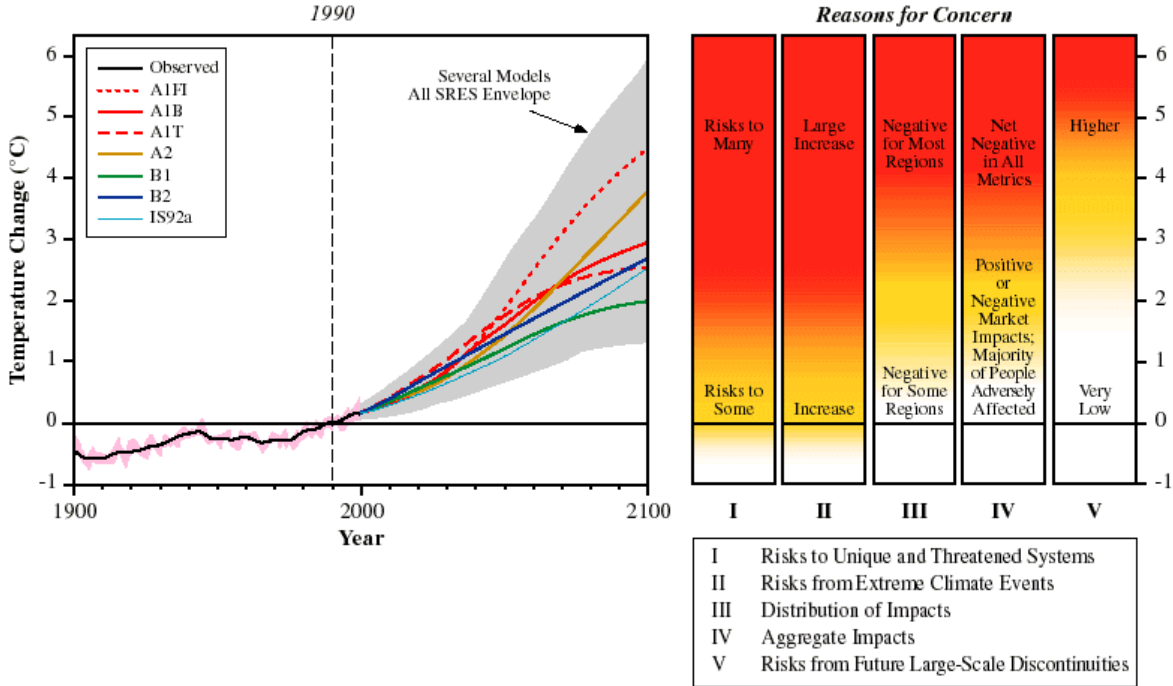 1990
6
5
4
3
2
1
0
-1
Temperature Change (°C)
Observed
A1FI
A1B
A1T
A2
B1
B2
IS92a
Several Models
All SRES Envelope
1900
2000
2100
Year
Reasons for Concern
Risks to
Many
Risks to
Some
Large
Increase
Increase
Negative
for Most
Regions
Negative
for Some
Regions
Net
Negative
in All
Metrics
Positive
or
Negative
Market
Impacts;
Majority
of People
Adversely
Affected
Higher
Very
Low
6
5
4
3
2
1
0
-1
I
II
III
IV
V
I Risks to Unique and Threatened Systems
II Risks from Extreme Climate Events
III Distribution of Impacts
IV Aggregate Impacts
V Risks from Future Large-Scale Discontinuities